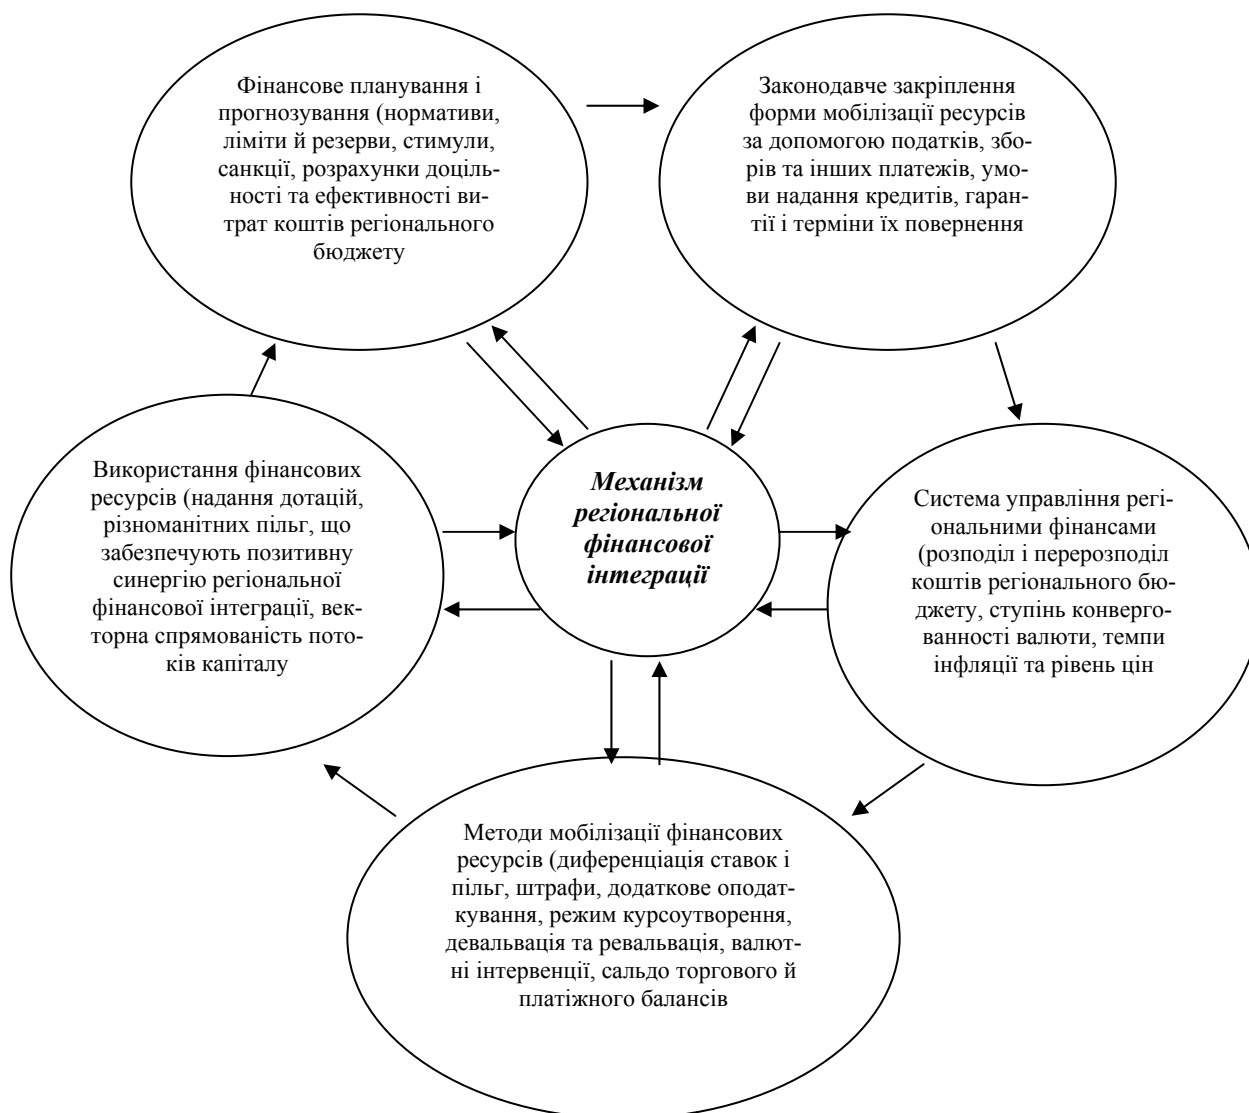 Фінансове планування і
прогнозування (нормативи,
ліміти й резерви, стимули,
санкції, розрахунки доціль-
ності та ефективності ви-
трат коштів регіонального
бюджету
Законодавче закріплення
форми мобілізації ресурсів
за допомогою податків, збо-
рів та інших платежів, умо-
ви надання кредитів, гаран-
тії і терміни їх повернення
Використання фінансових
ресурсів (надання дотацій,
різноманітних пільг, що
забезпечують позитивну
синергію регіональної
фінансової інтеграції, век-
торна спрямованість пото-
ків капіталу
Механізм
регіональної
фінансової
інтеграції
Система управління регі-
ональними фінансами
(розподіл і перерозподіл
коштів регіонального бю-
джету, ступінь конверго-
ванності валюти, темпи
інфляції та рівень цін
Методи мобілізації фінансових
ресурсів (диференціація ставок і
пільг, штрафи, додаткове оподат-
кування, режим курсоутворення,
девальвація та ревальвація, валют-
ні інтервенції, сальдо торгового й
платіжного балансів